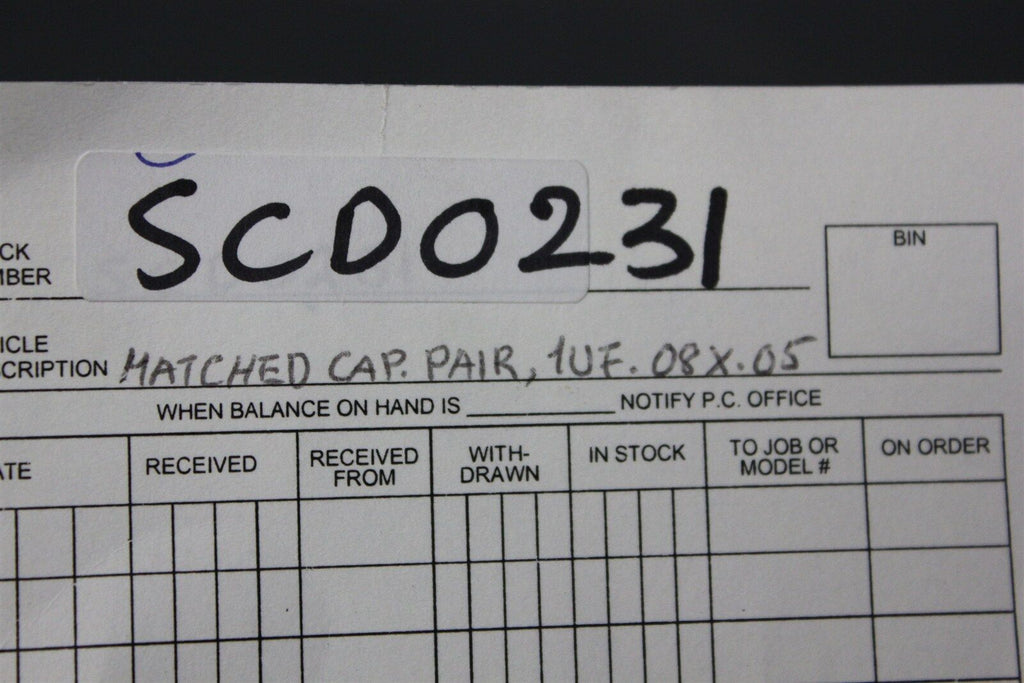 SCD0231
CK
BER
BIN
ICLE
CRIPTION MATCHED CAP. PAIR, 1UF. 08X.05
WHEN BALANCE ON HAND IS NOTIFY P.C. OFFICE
ATE RECEIVED RECEIVED FROM WITH-DRAWN IN STOCK TO JOB OR MODEL # ON ORDER